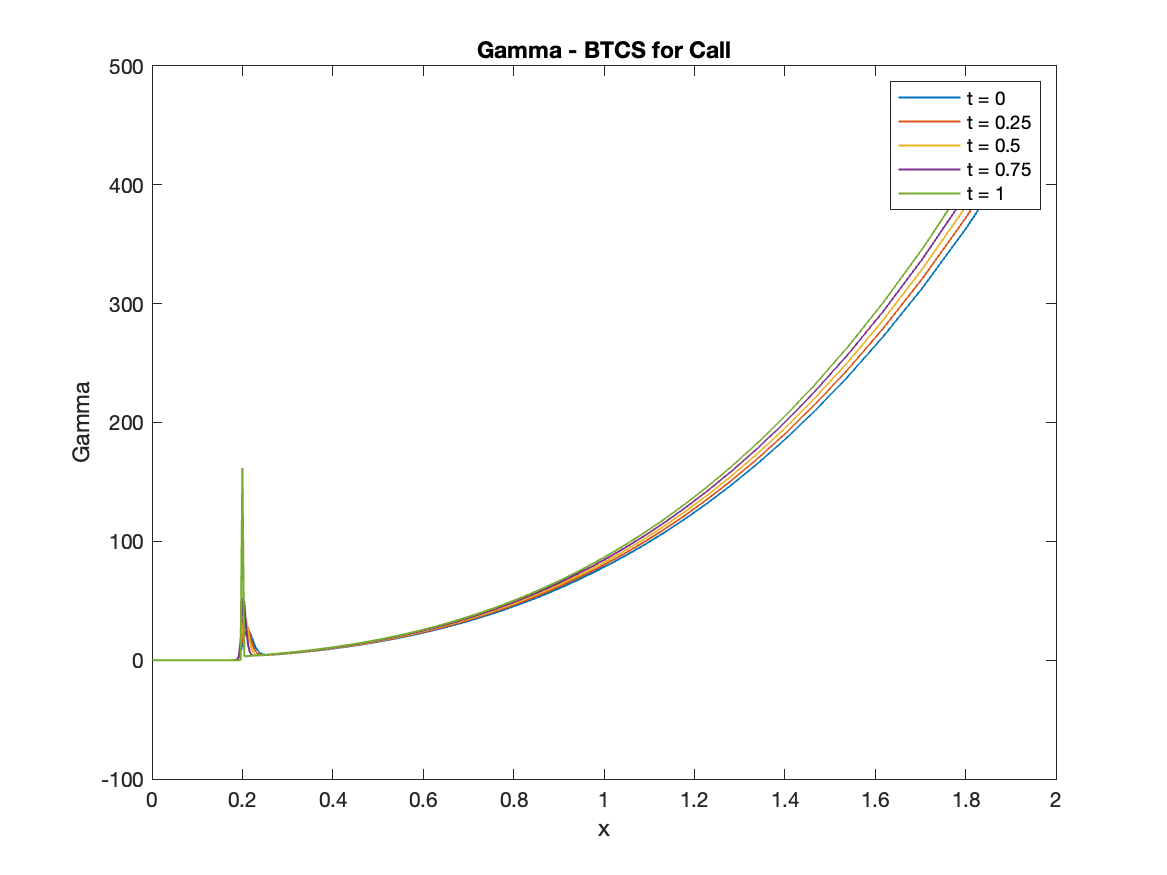 Gamma - BTCS for Call
500
400
300
200
100
0
-100
Gamma
t = 0
t = 0.25
t = 0.5
t = 0.75
t = 1
0 0.2 0.4 0.6 0.8 1 1.2 1.4 1.6 1.8 2
x